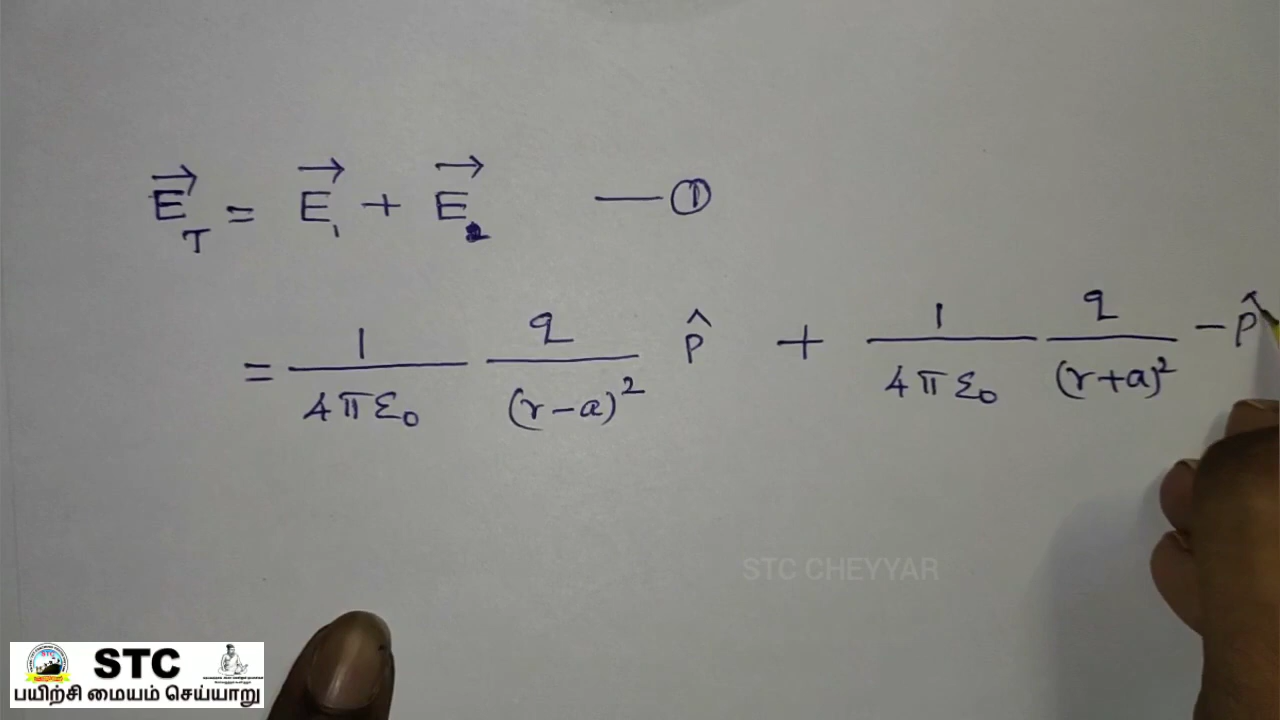 E⃗_T = E⃗_1 + E⃗_2 —①
= 1/4πε₀ q/(r-a)² p̂ + 1/4πε₀ q/(r+a)² -p̂
STC CHEYYAR
STC
பயிற்சி மையம் செய்யாறு